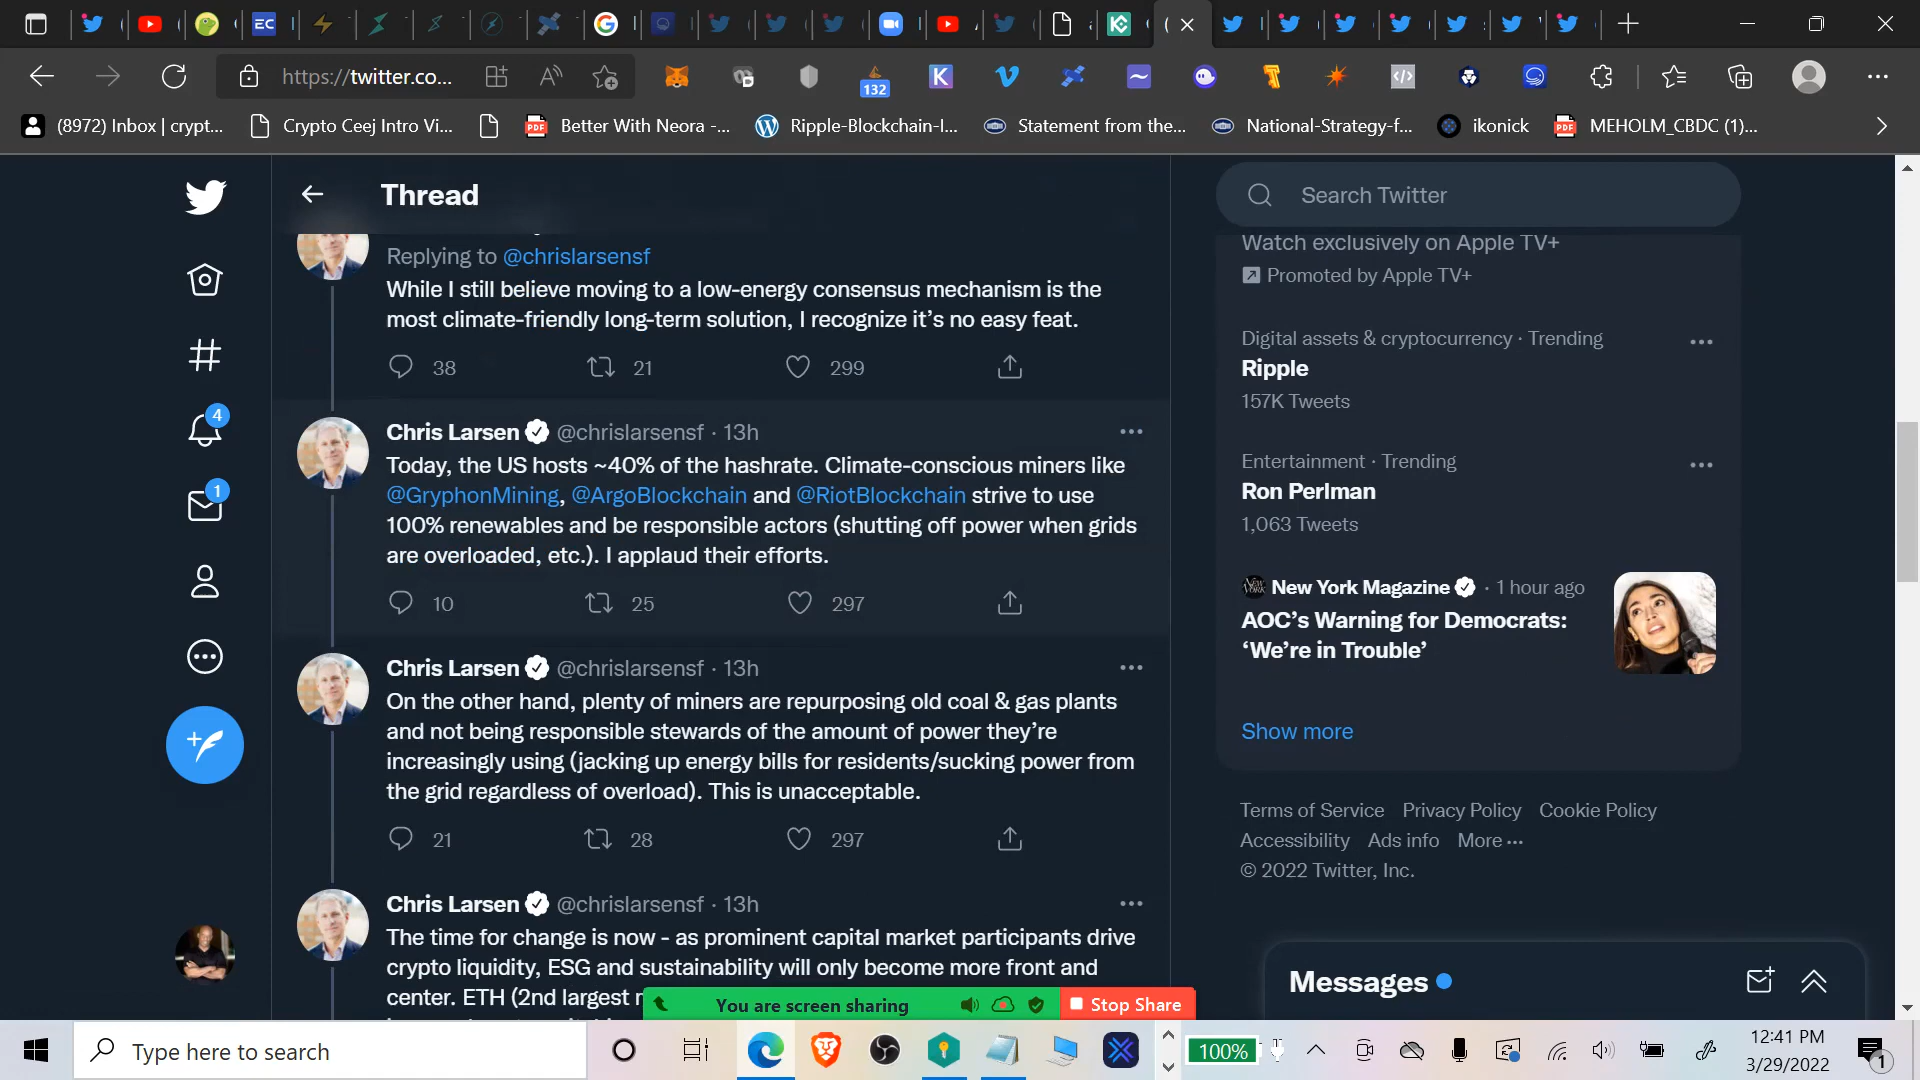 https://twitter.co...
132
(8972) Inbox | crypt...
Crypto Ceej Intro Vi...
Better With Neora -...
Ripple-Blockchain-I...
Statement from the...
National-Strategy-f...
ikonick
MEHOLM_CBDC (1)...
Thread
Replying to @chrislarsensf
While I still believe moving to a low-energy consensus mechanism is the
most climate-friendly long-term solution, I recognize it's no easy feat.
38 21 299
Chris Larsen @chrislarsensf · 13h
Today, the US hosts ~40% of the hashrate. Climate-conscious miners like
@GryphonMining, @ArgoBlockchain and @RiotBlockchain strive to use
100% renewables and be responsible actors (shutting off power when grids
are overloaded, etc.). I applaud their efforts.
10 25 297
Chris Larsen @chrislarsensf · 13h
On the other hand, plenty of miners are repurposing old coal & gas plants
and not being responsible stewards of the amount of power they're
increasingly using (jacking up energy bills for residents/sucking power from
the grid regardless of overload). This is unacceptable.
21 28 297
Chris Larsen @chrislarsensf · 13h
The time for change is now - as prominent capital market participants drive
crypto liquidity, ESG and sustainability will only become more front and
center. ETH (2nd largest
4
1
Search Twitter
Watch exclusively on Apple TV+
Promoted by Apple TV+
Digital assets & cryptocurrency · Trending
Ripple
157K Tweets
Entertainment · Trending
Ron Perlman
1,063 Tweets
New York Magazine · 1 hour ago
AOC's Warning for Democrats:
‘We're in Trouble’
Show more
Terms of Service Privacy Policy Cookie Policy
Accessibility Ads info More ···
© 2022 Twitter, Inc.
Messages
You are screen sharing Stop Share
Type here to search
100%
12:41 PM
3/29/2022
1